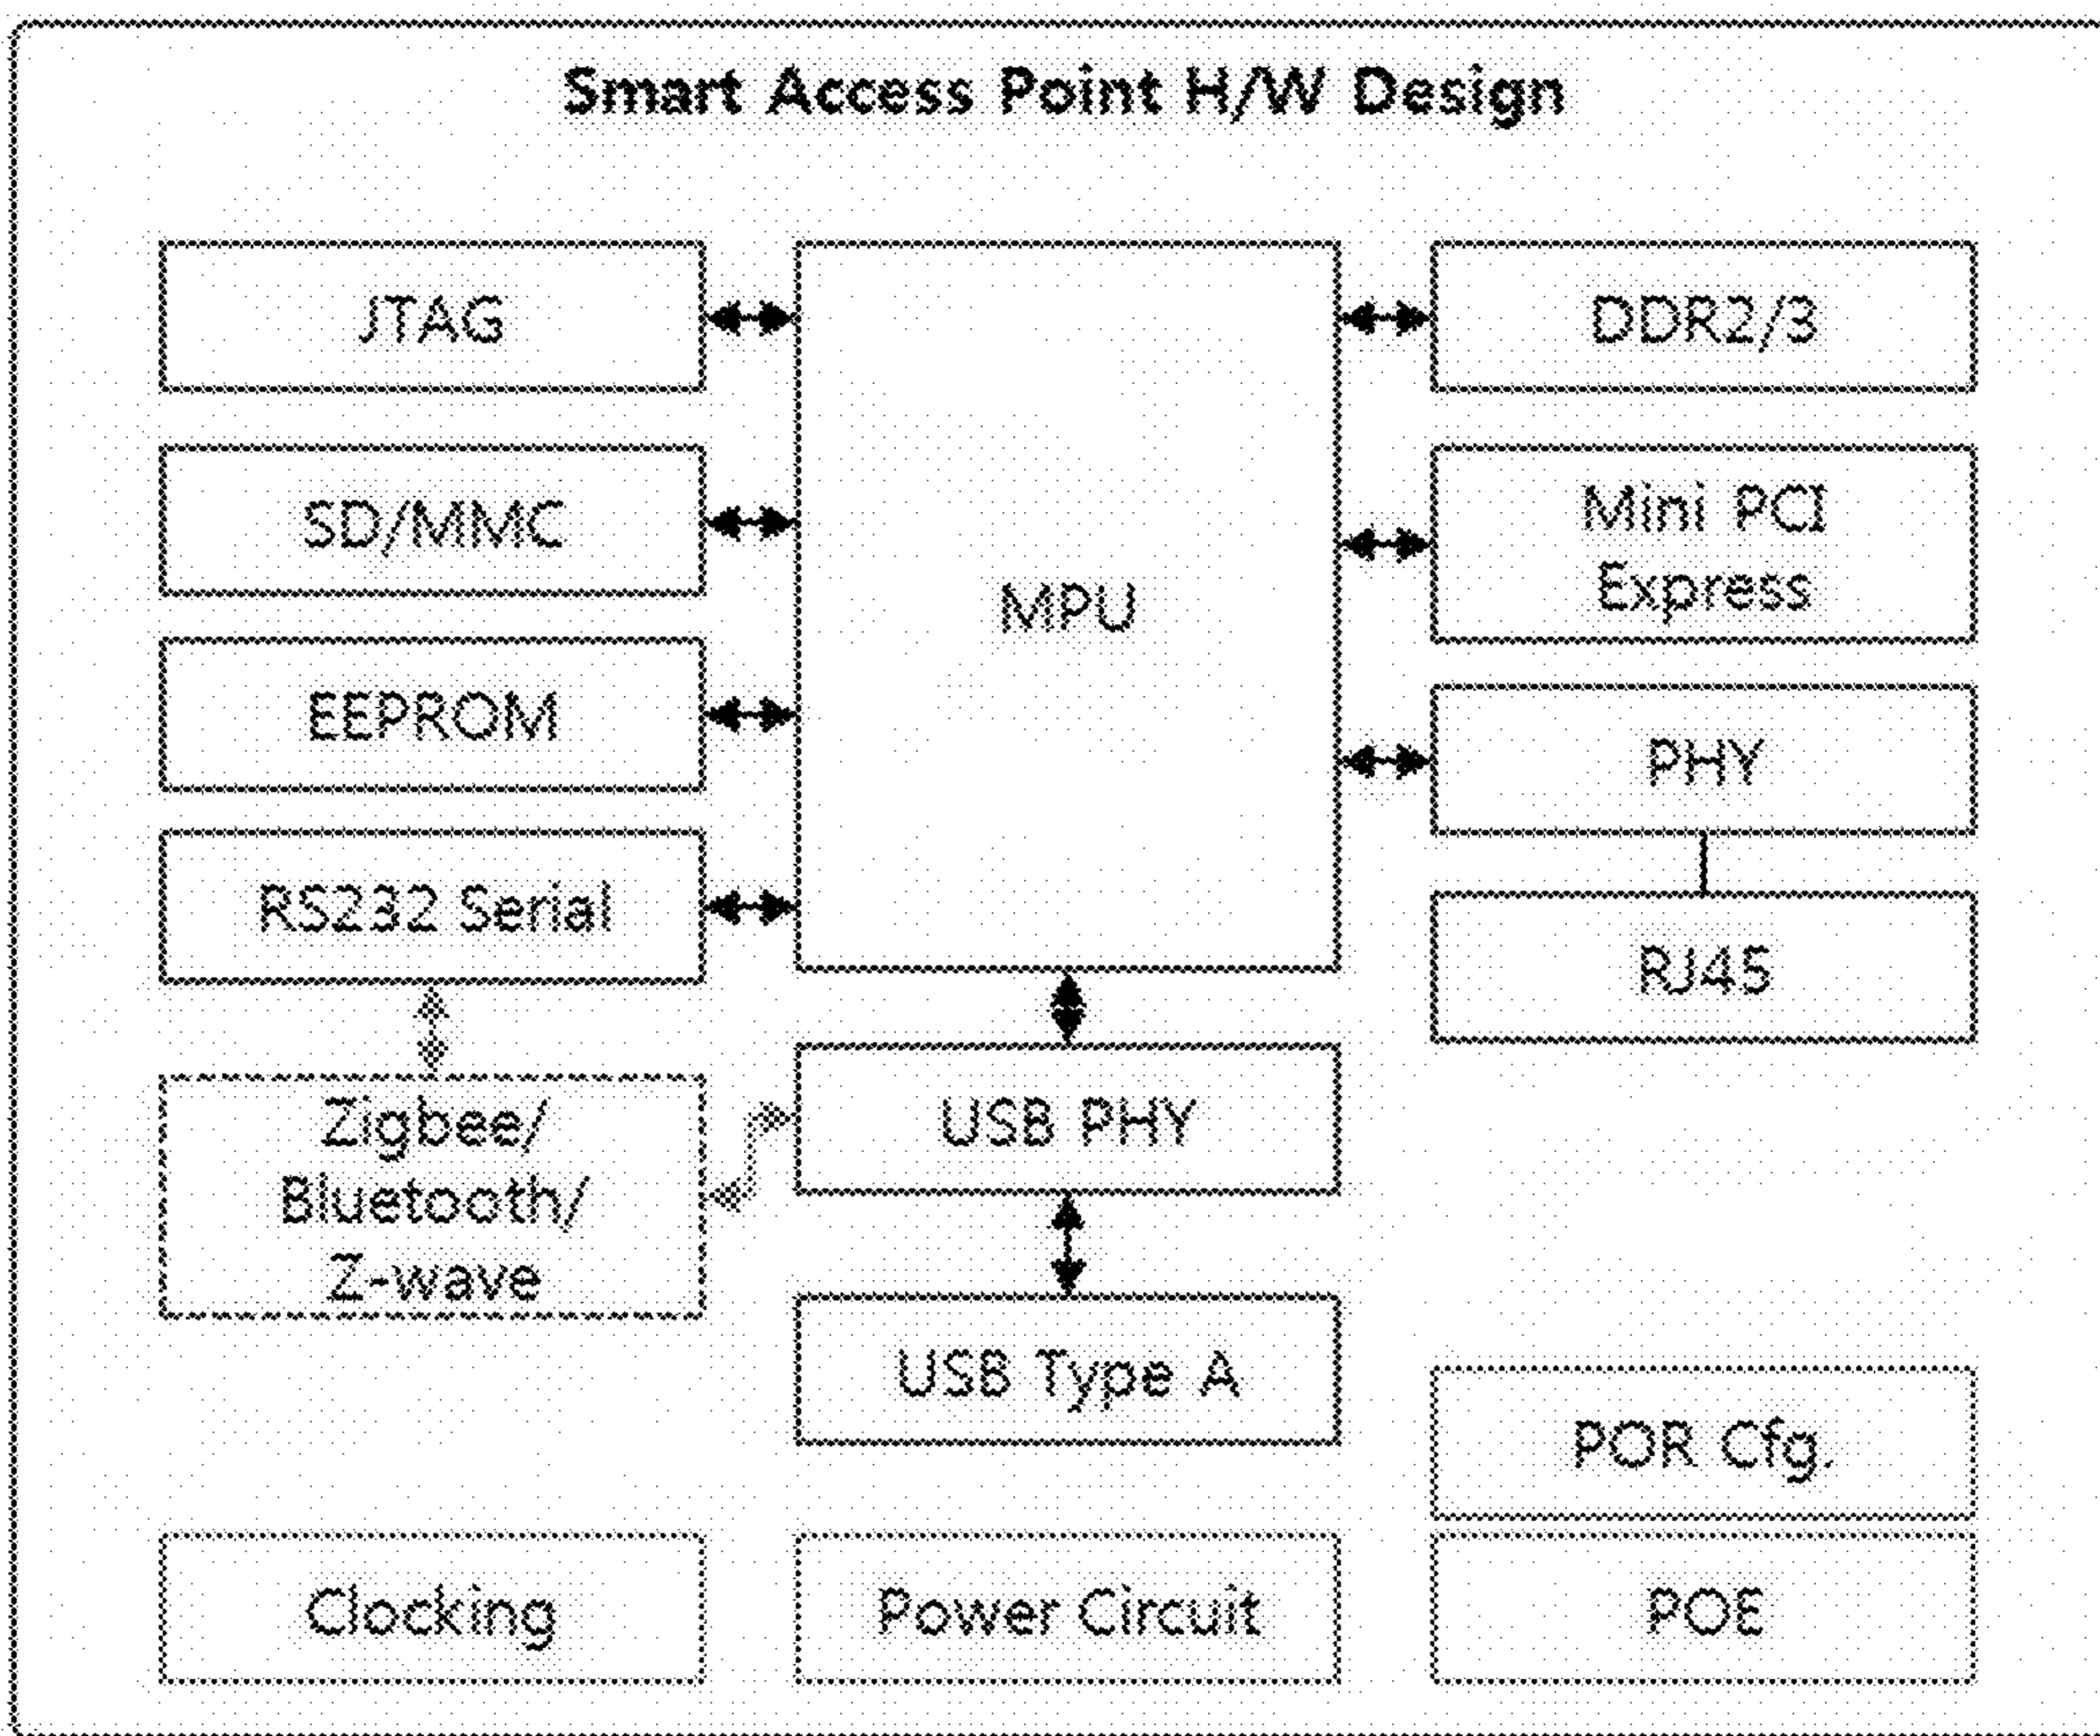 Smart Access Point H/W Design
JTAG
DDR2/3
SD/MMC
Mini PCI
Express
MPU
EEPROM
PHY
RS232 Serial
RJ45
Zigbee/
Bluetooth/
Z-wave
USB PHY
USB Type A
POR Cfg.
Clocking
Power Circuit
POE